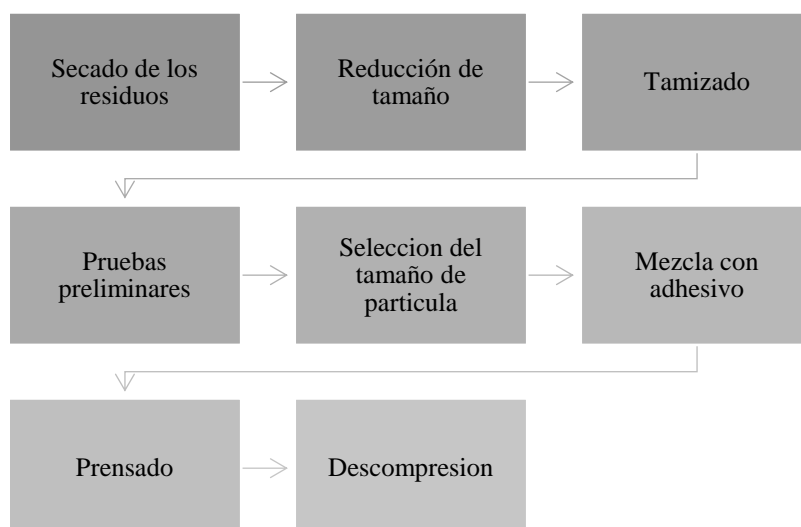 Secado de los
residuos
Reducción de
tamaño
Tamizado
Pruebas
preliminares
Seleccion del
tamaño de
particula
Mezcla con
adhesivo
Prensado
Descompresion